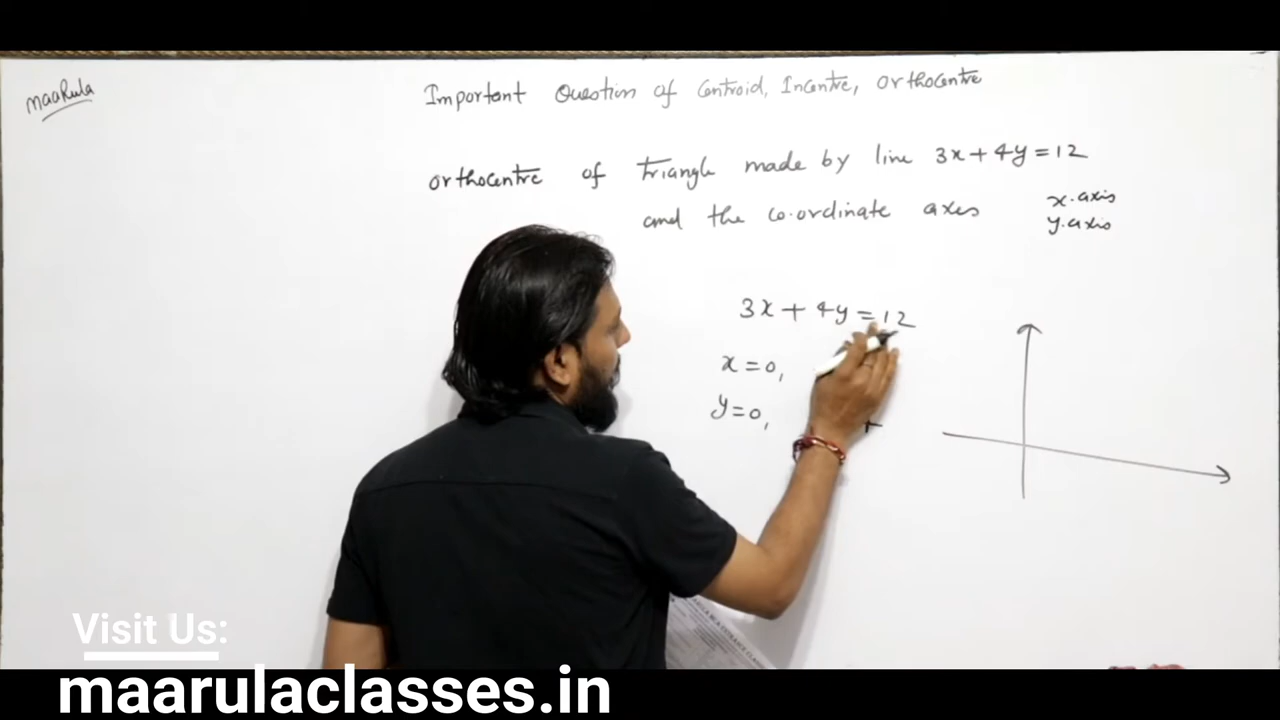 maaRula
Important Question of Centroid, Incentre, Orthocentre
Orthocentre of Triangle made by line 3x + 4y = 12
and the co-ordinate axes
x-axis
y-axis
3x + 4y = 12
x = 0,
y = 0,
Visit Us:
maarulaclasses.in